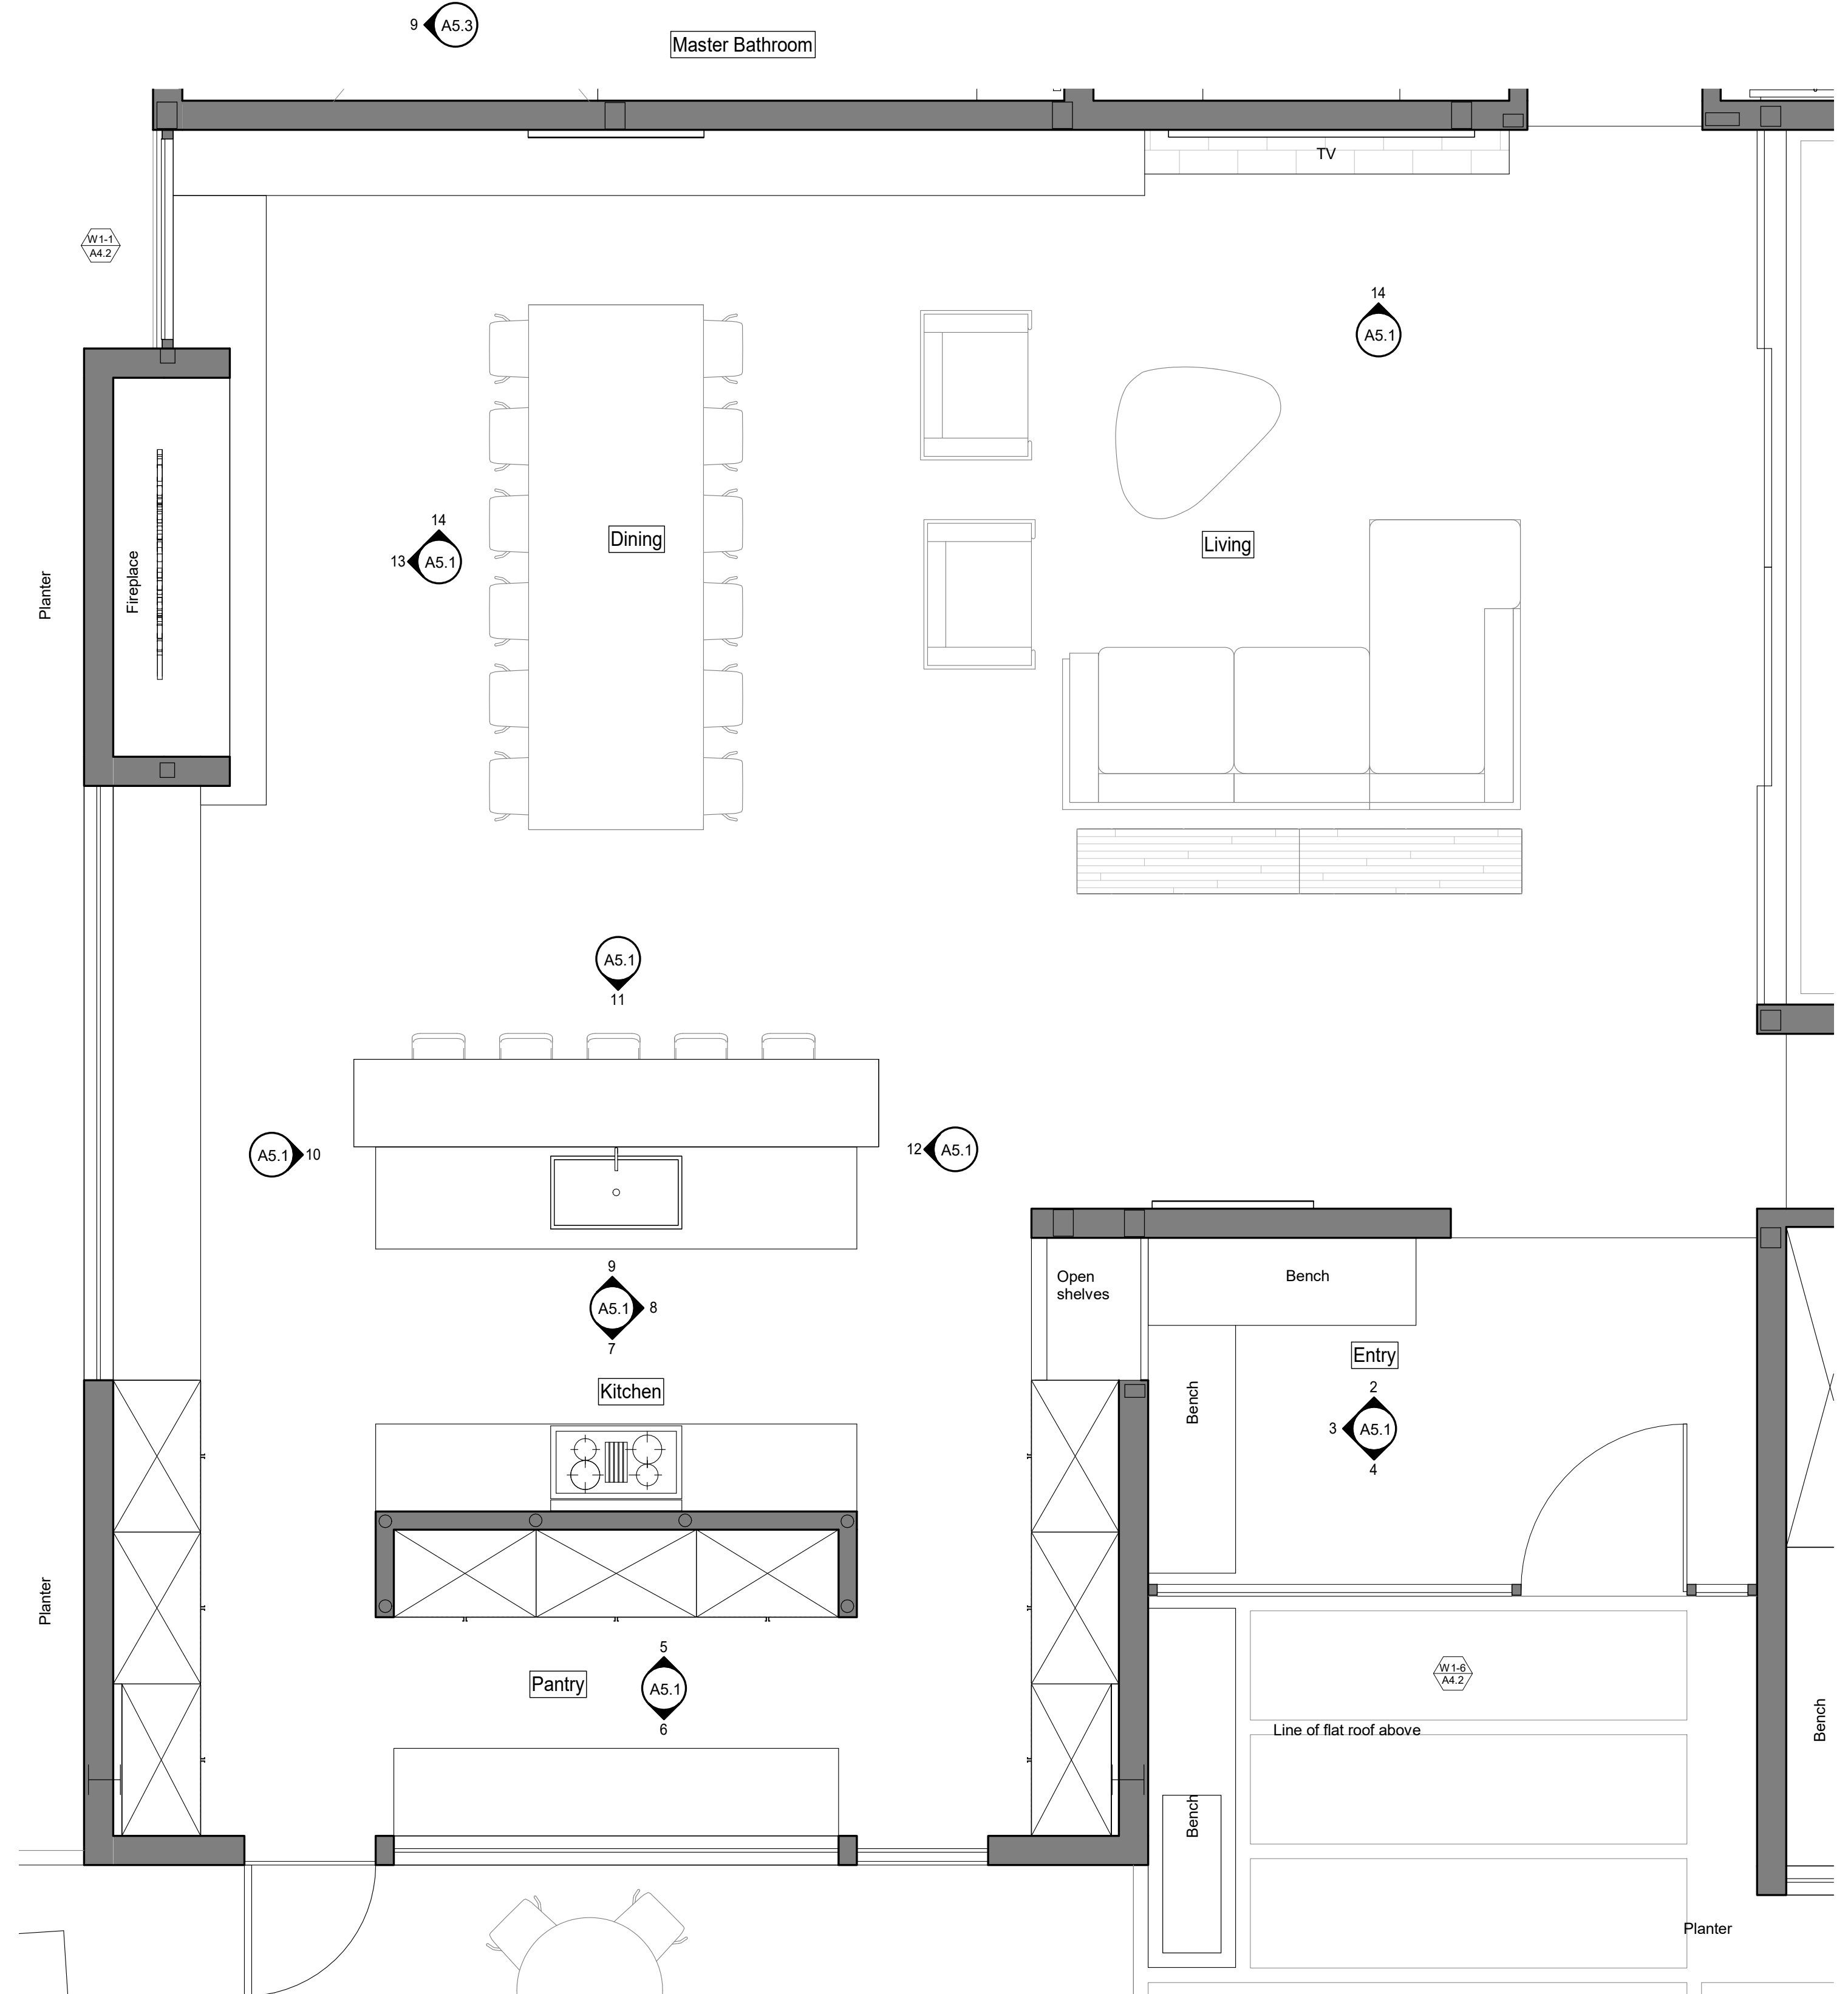 9
A5.3
Master Bathroom
TV
W1-1
A4.2
14
A5.1
Planter
Fireplace
14
13
A5.1
Dining
Living
A5.1
11
A5.1
10
12
A5.1
9
A5.1
8
7
Kitchen
Open
shelves
Bench
Bench
Entry
2
3
A5.1
4
Planter
5
Pantry
A5.1
6
W1-6
A4.2
Line of flat roof above
Bench
Bench
Planter